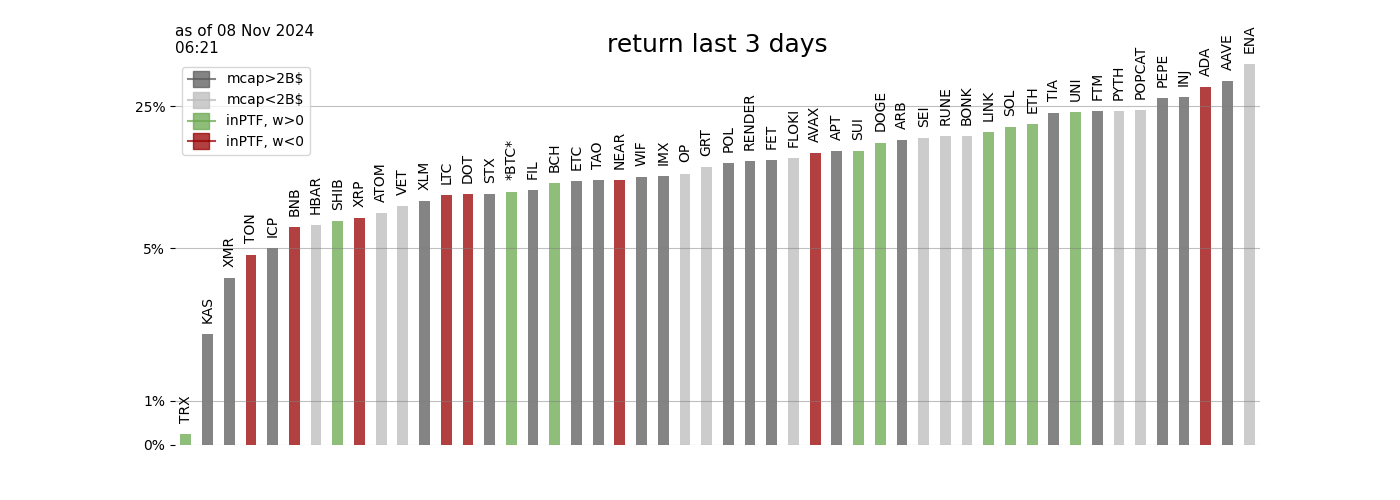 as of 08 Nov 2024
06:21
return last 3 days
mcap>2B$
mcap<2B$
inPTF, w>0
inPTF, w<0
25%
5%
1%
0%
TRX
KAS
XMR
TON
ICP
BNB
HBAR
SHIB
XRP
ATOM
VET
XLM
LTC
DOT
STX
*BTC*
FIL
BCH
ETC
TAO
NEAR
WIF
IMX
OP
GRT
POL
RENDER
FET
FLOKI
AVAX
APT
SUI
DOGE
ARB
SEI
RUNE
BONK
LINK
SOL
ETH
TIA
UNI
FTM
PYTH
POPCAT
PEPE
INJ
ADA
AAVE
ENA